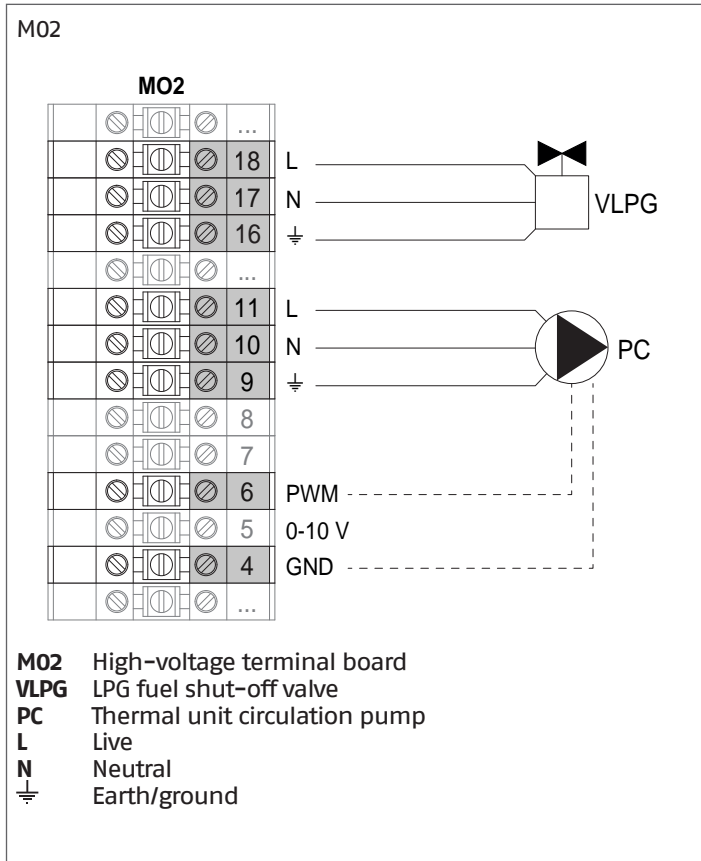 M02
MO2
...
18 L
17 N VLPG
16 ⏚
...
11 L
10 N PC
9 ⏚
8
7
6 PWM
5 0-10 V
4 GND
...
M02 High-voltage terminal board
VLPG LPG fuel shut-off valve
PC Thermal unit circulation pump
L Live
N Neutral
⏚ Earth/ground